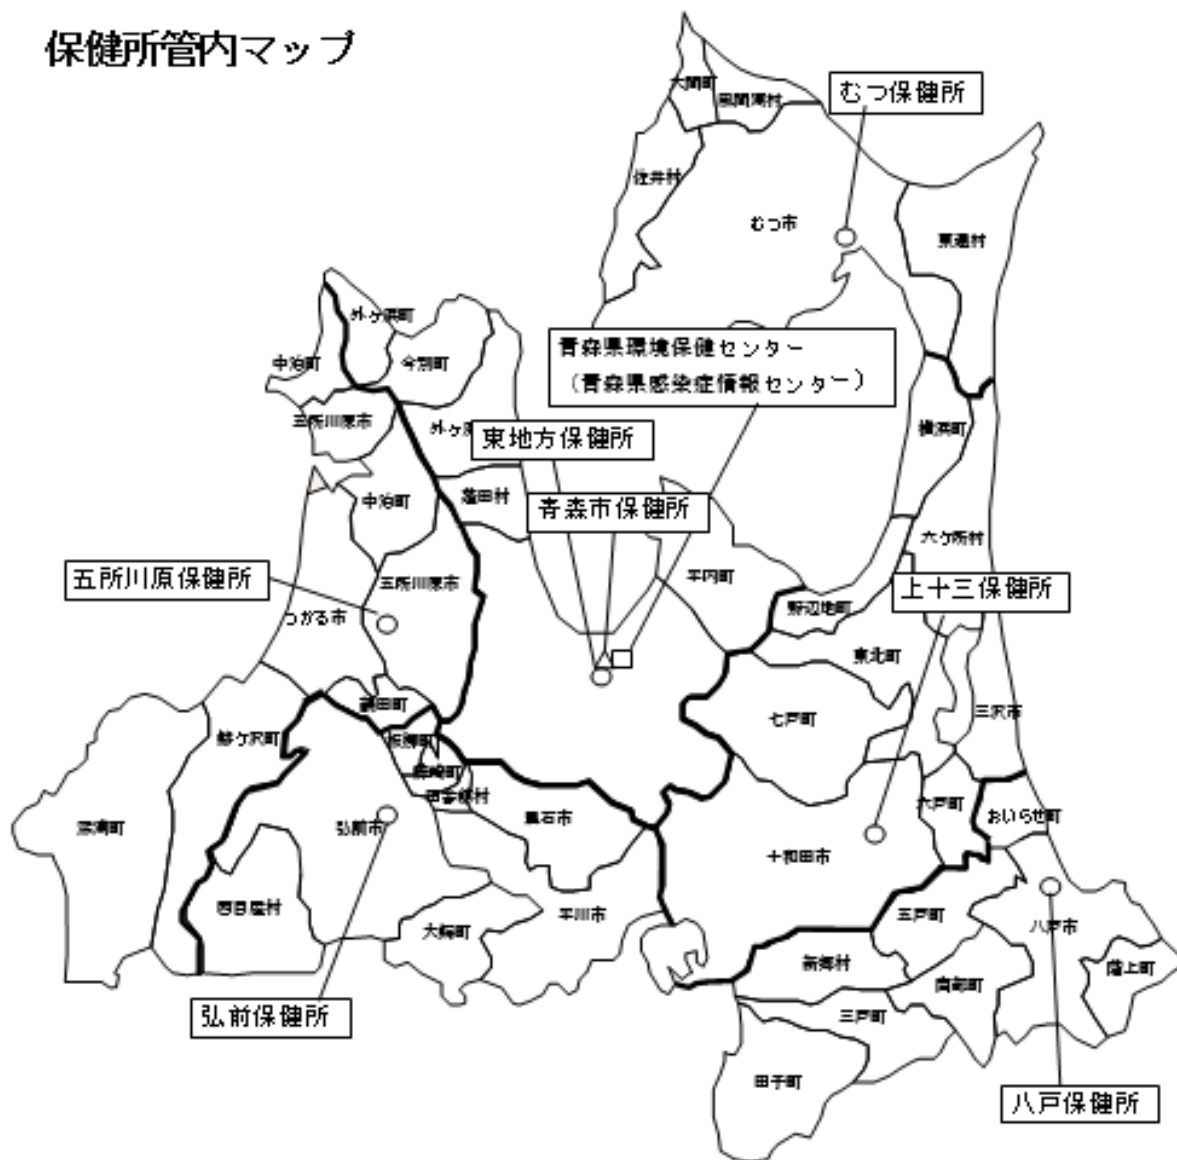 保健所管内マップ
むつ保健所
大間町
風間浦村
佐井村
むつ市
東通村
外ヶ浜町
中泊町
今別町
青森県環境保健センター
（青森県感染症情報センター）
五所川原市
外ヶ
東地方保健所
横浜町
中泊町
蓬田村
青森市保健所
六ケ所村
五所川原保健所
五所川原市
平内町
上十三保健所
つがる市
野辺地町
東北町
鶴田町
七戸町
三沢市
鯵ケ沢町
板柳町
藤崎町
田舎館村
深浦町
弘前市
黒石市
六戸町
おいらせ町
十和田市
西目屋村
大鰐町
平川市
五戸町
八戸市
新郷村
南部町
階上町
弘前保健所
三戸町
田子町
八戸保健所